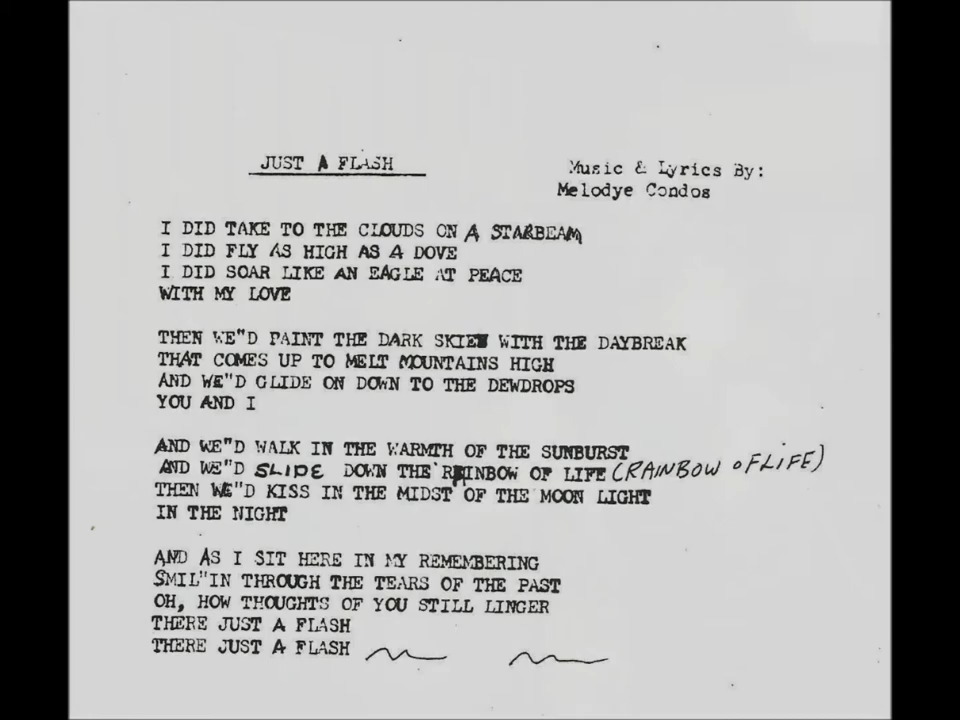 JUST A FLASH
Music & Lyrics By:
Melodye Condos
I DID TAKE TO THE CLOUDS ON A STARBEAM
I DID FLY AS HIGH AS A DOVE
I DID SOAR LIKE AN EAGLE AT PEACE
WITH MY LOVE
THEN WE"D PAINT THE DARK SKIES WITH THE DAYBREAK
THAT COMES UP TO MELT MOUNTAINS HIGH
AND WE"D GLIDE ON DOWN TO THE DEWDROPS
YOU AND I
AND WE"D WALK IN THE WARMTH OF THE SUNBURST
AND WE"D SLIDE DOWN THE RAINBOW OF LIFE (RAINBOW OF LIFE)
THEN WE"D KISS IN THE MIDST OF THE MOON LIGHT
IN THE NIGHT
AND AS I SIT HERE IN MY REMEMBERING
SMIL"IN THROUGH THE TEARS OF THE PAST
OH, HOW THOUGHTS OF YOU STILL LINGER
THERE JUST A FLASH
THERE JUST A FLASH